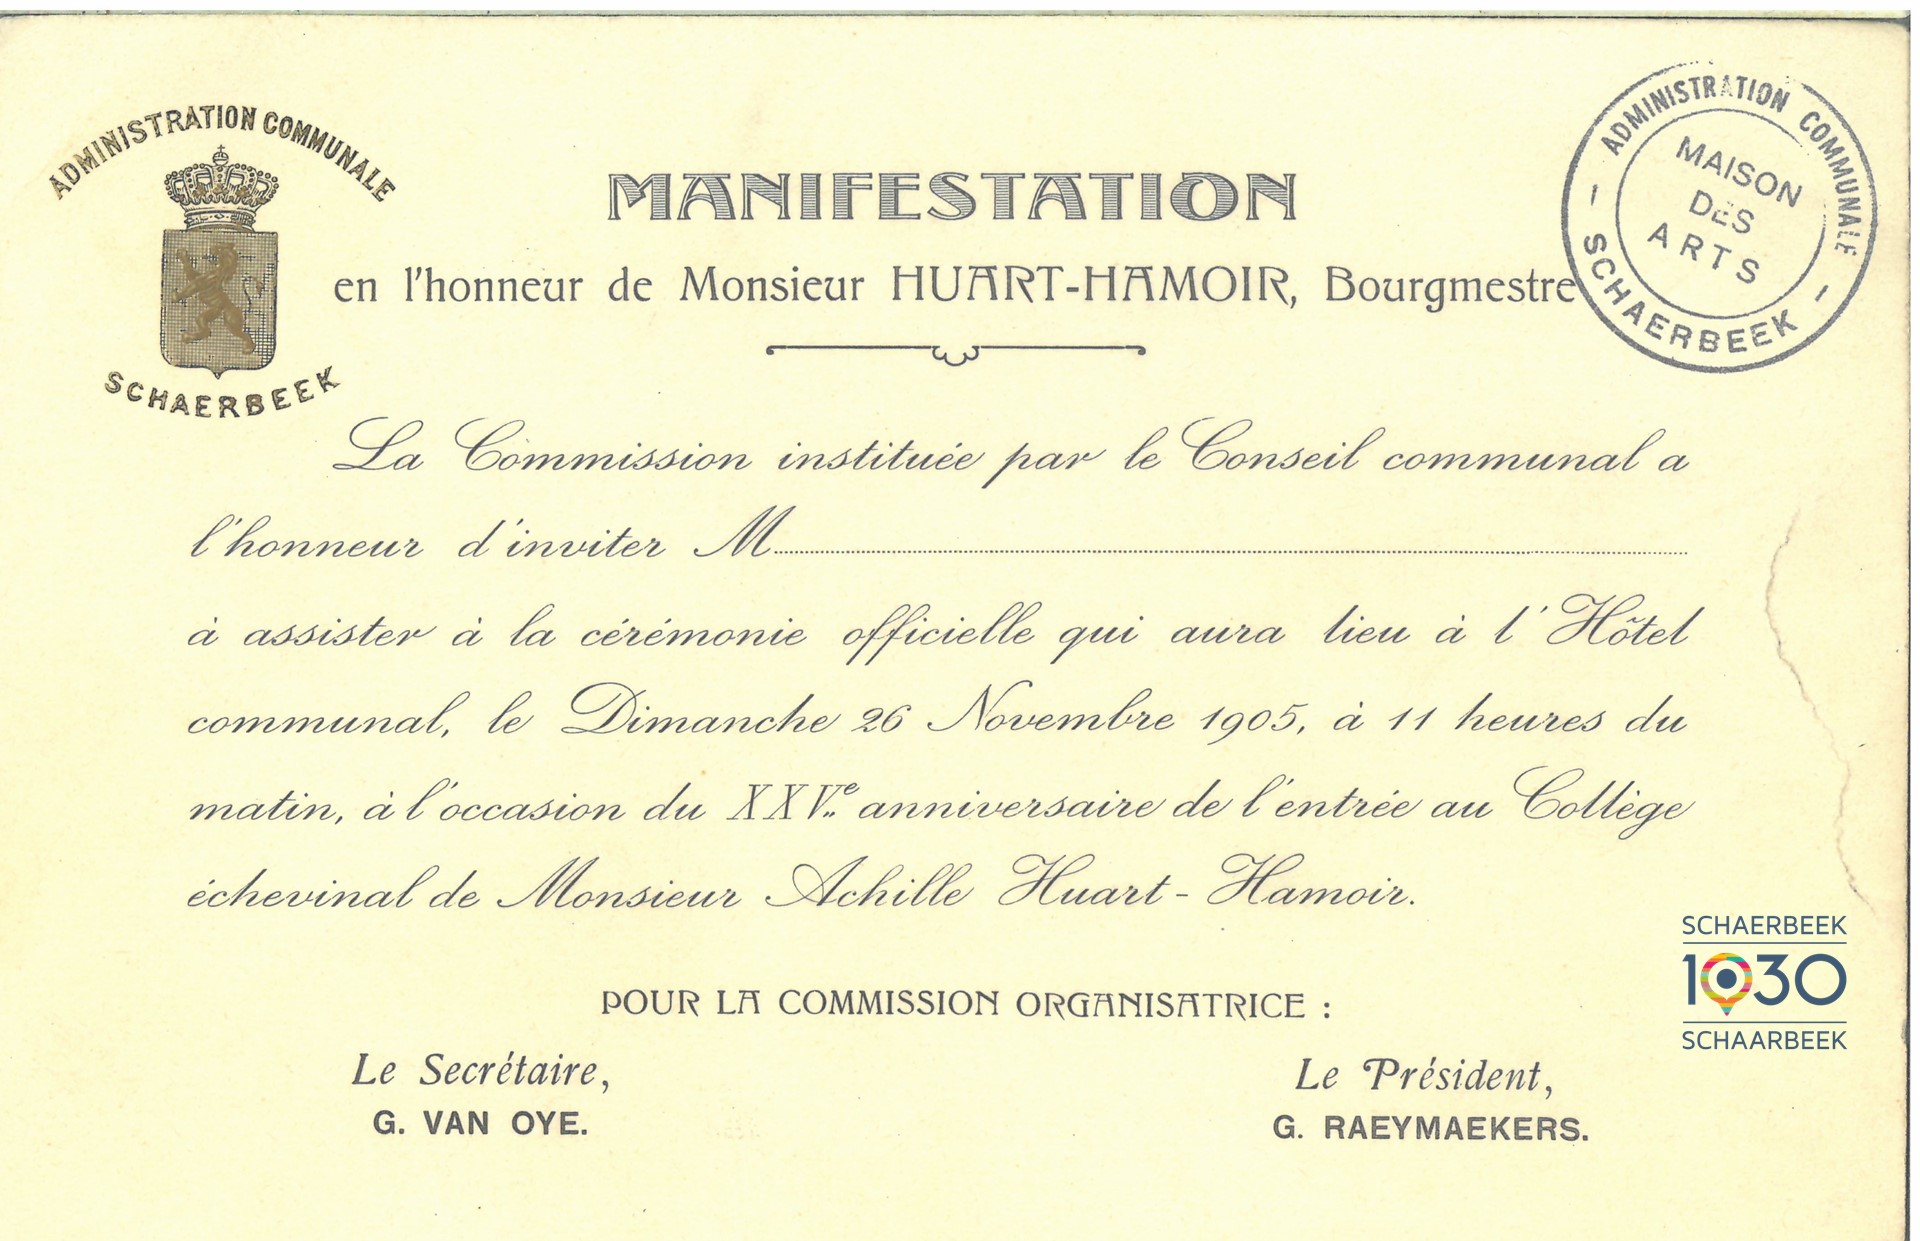 ADMINISTRATION COMMUNALE
SCHAERBEEK
ADMINISTRATION COMMUNALE
MAISON
DES
ARTS
SCHAERBEEK
MANIFESTATION
en l'honneur de Monsieur HUART-HAMOIR, Bourgmestre
La Commission instituée par le Conseil communal a
l'honneur d'inviter M
à assister à la cérémonie officielle qui aura lieu à l'Hôtel
communal, le Dimanche 26 Novembre 1905, à 11 heures du
matin, à l'occasion du XXVe anniversaire de l'entrée au Collège
échevinal de Monsieur Achille Huart-Hamoir.
SCHAERBEEK
1030
SCHAARBEEK
POUR LA COMMISSION ORGANISATRICE :
Le Secrétaire,
G. VAN OYE.
Le Président,
G. RAEYMAEKERS.